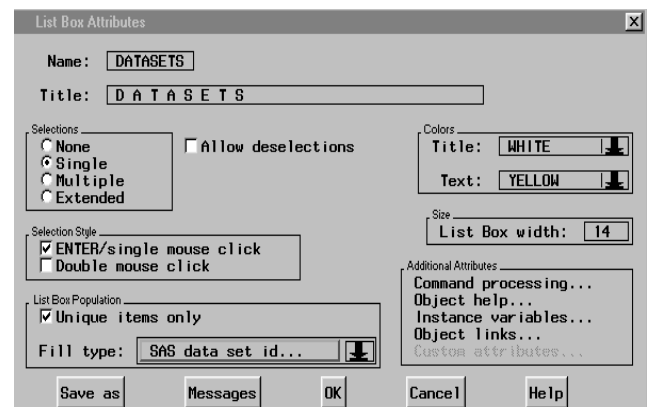 List Box Attributes
Name: DATASETS
Title: D A T A S E T S
Selections
None
Single
Multiple
Extended
Allow deselections
Colors
Title: WHITE
Text: YELLOW
Size
List Box width: 14
Selection Style
ENTER/single mouse click
Double mouse click
List Box Population
Unique items only
Fill type: SAS data set id...
Additional Attributes
Command processing...
Object help...
Instance variables...
Object links...
Custom attributes...
Save as Messages OK Cancel Help